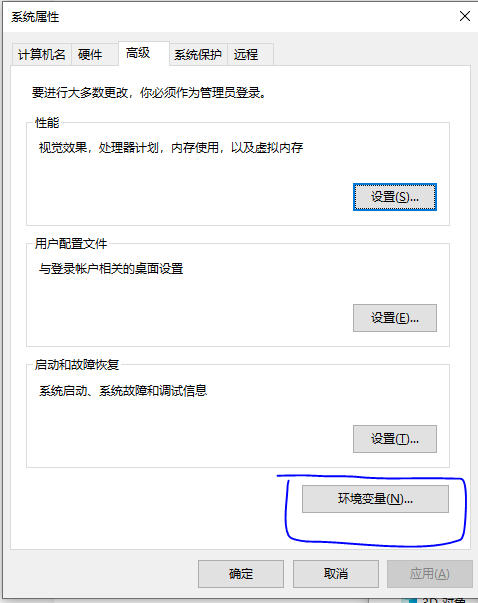 系统属性
计算机名 硬件 高级 系统保护 远程
要进行大多数更改，你必须作为管理员登录。
性能
视觉效果，处理器计划，内存使用，以及虚拟内存
设置(S)...
用户配置文件
与登录帐户相关的桌面设置
设置(E)...
启动和故障恢复
系统启动、系统故障和调试信息
设置(T)...
环境变量(N)...
确定 取消 应用(A)
3D 对象